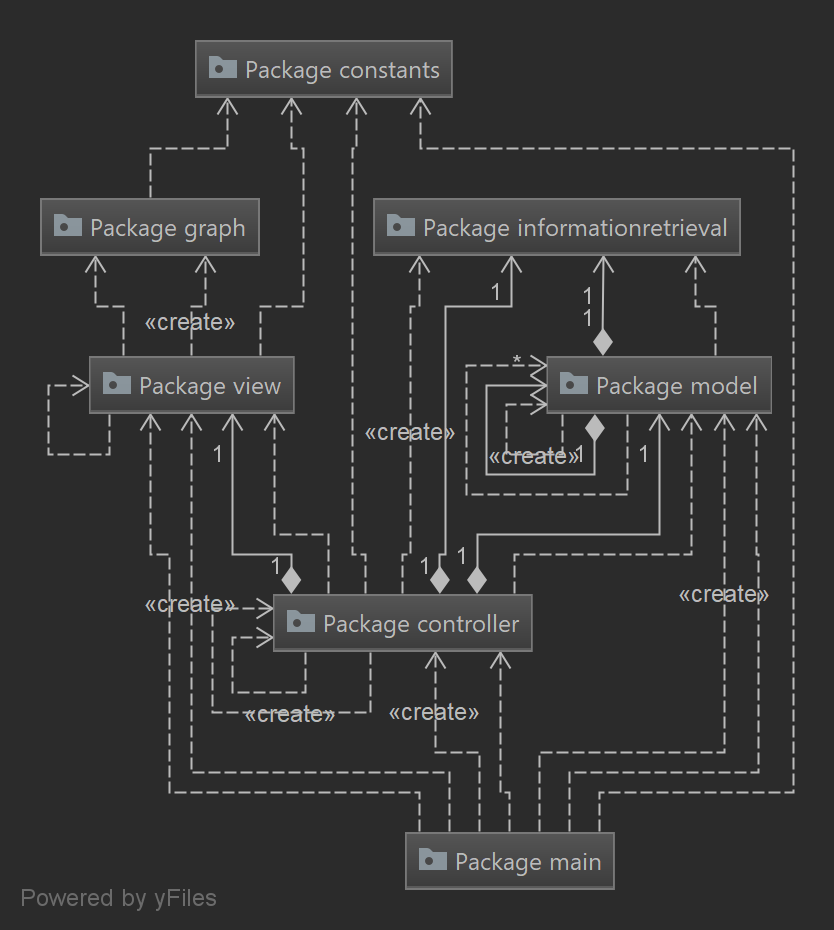 Package constants
Package graph
Package informationretrieval
1
1
«create»
1
*
Package view
Package model
«create»
1
«create»
1
1
1
1
1
«create»
«create»
Package controller
«create»
«create»
Package main
Powered by yFiles